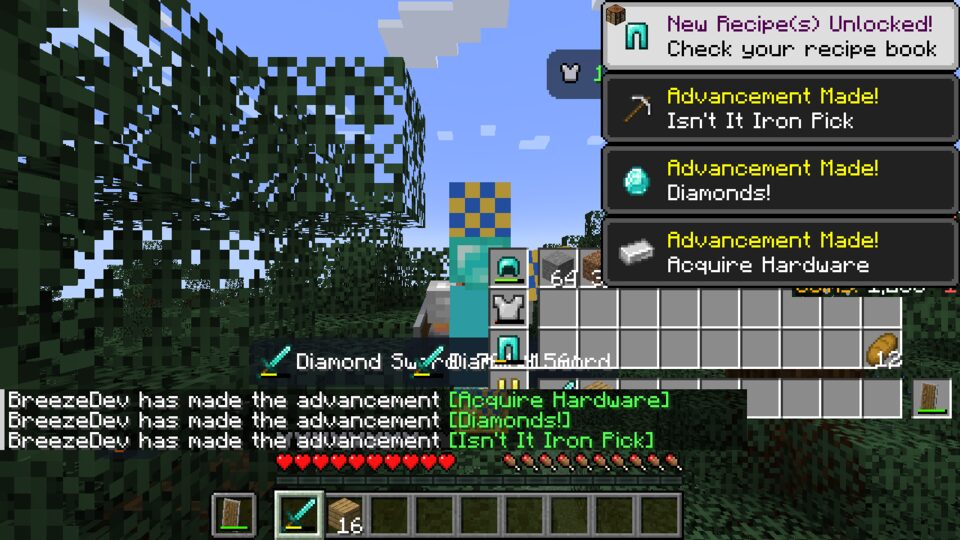 New Recipe(s) Unlocked!
Check your recipe book
Advancement Made!
Isn't It Iron Pick
Advancement Made!
Diamonds!
Advancement Made!
Acquire Hardware
64
12
Diamond
BreezeDev has made the advancement [Acquire Hardware]
BreezeDev has made the advancement [Diamonds!]
BreezeDev has made the advancement [Isn't It Iron Pick]
16